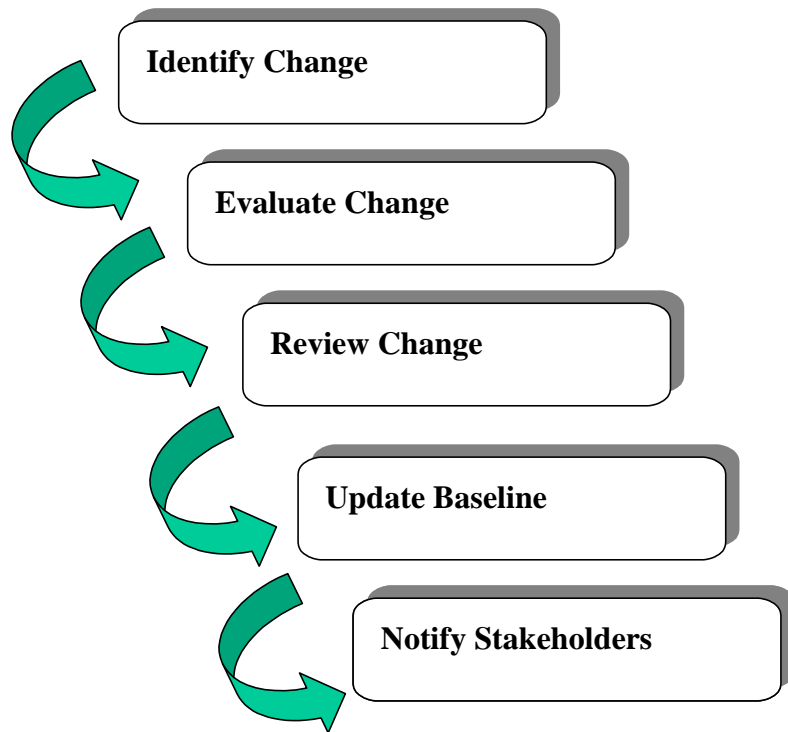 Identify Change
Evaluate Change
Review Change
Update Baseline
Notify Stakeholders